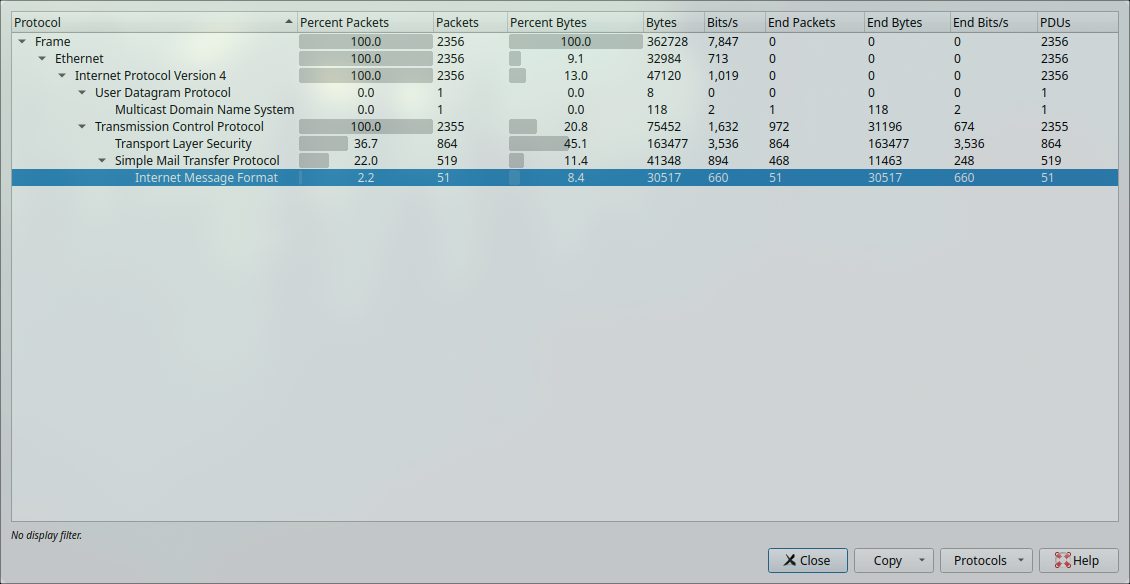 Protocol Percent Packets Packets Percent Bytes Bytes Bits/s End Packets End Bytes End Bits/s PDUs
Frame 100.0 2356 100.0 362728 7,847 0 0 0 2356
Ethernet 100.0 2356 9.1 32984 713 0 0 0 2356
Internet Protocol Version 4 100.0 2356 13.0 47120 1,019 0 0 0 2356
User Datagram Protocol 0.0 1 0.0 8 0 0 0 0 1
Multicast Domain Name System 0.0 1 0.0 118 2 1 118 2 1
Transmission Control Protocol 100.0 2355 20.8 75452 1,632 972 31196 674 2355
Transport Layer Security 36.7 864 45.1 163477 3,536 864 163477 3,536 864
Simple Mail Transfer Protocol 22.0 519 11.4 41348 894 468 11463 248 519
Internet Message Format 2.2 51 8.4 30517 660 51 30517 660 51
No display filter.
Close Copy Protocols Help